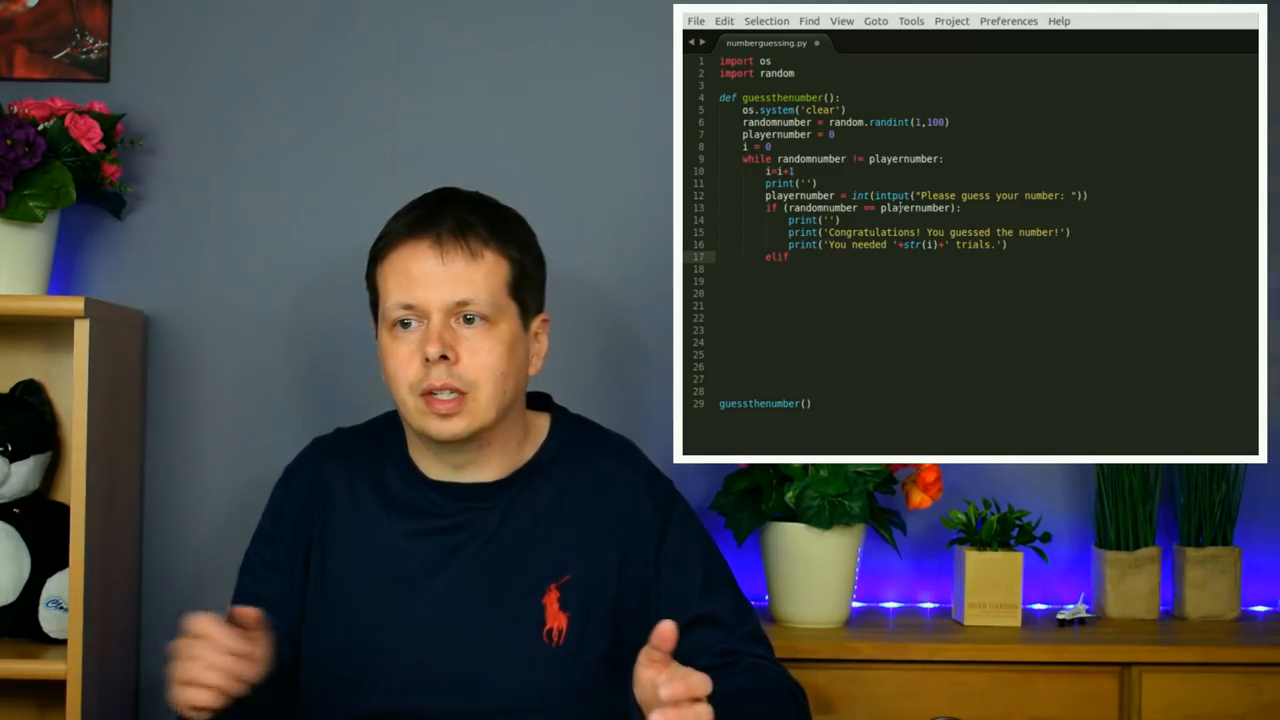 File Edit Selection Find View Goto Tools Project Preferences Help
numberguessing.py
1 import os
2 import random
3
4 def guessthenumber():
5 os.system('clear')
6 randomnumber = random.randint(1,100)
7 playernumber = 0
8 i = 0
9 while randomnumber != playernumber:
10 i=i+1
11 print('')
12 playernumber = int(intput("Please guess your number: "))
13 if (randomnumber == playernumber):
14 print('')
15 print('Congratulations! You guessed the number!')
16 print('You needed '+str(i)+' trials.')
17 elif
18
19
20
21
22
23
24
25
26
27
28
29 guessthenumber()
HERB GARDEN